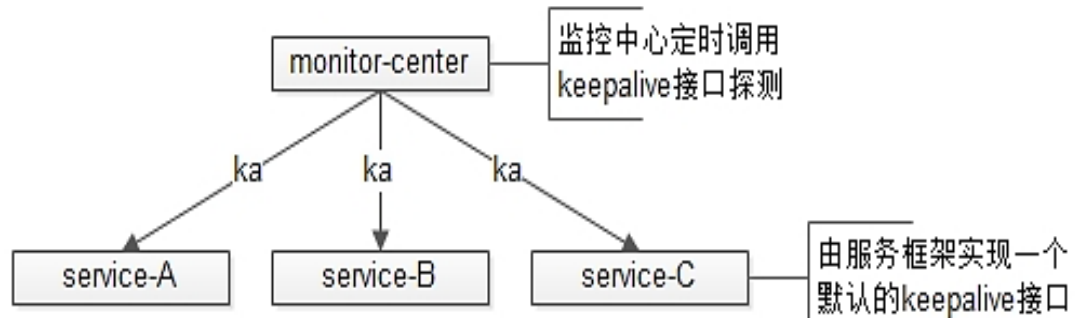 monitor-center
监控中心定时调用
keepalive接口探测
ka
ka
ka
service-A
service-B
service-C
由服务框架实现一个
默认的keepalive接口